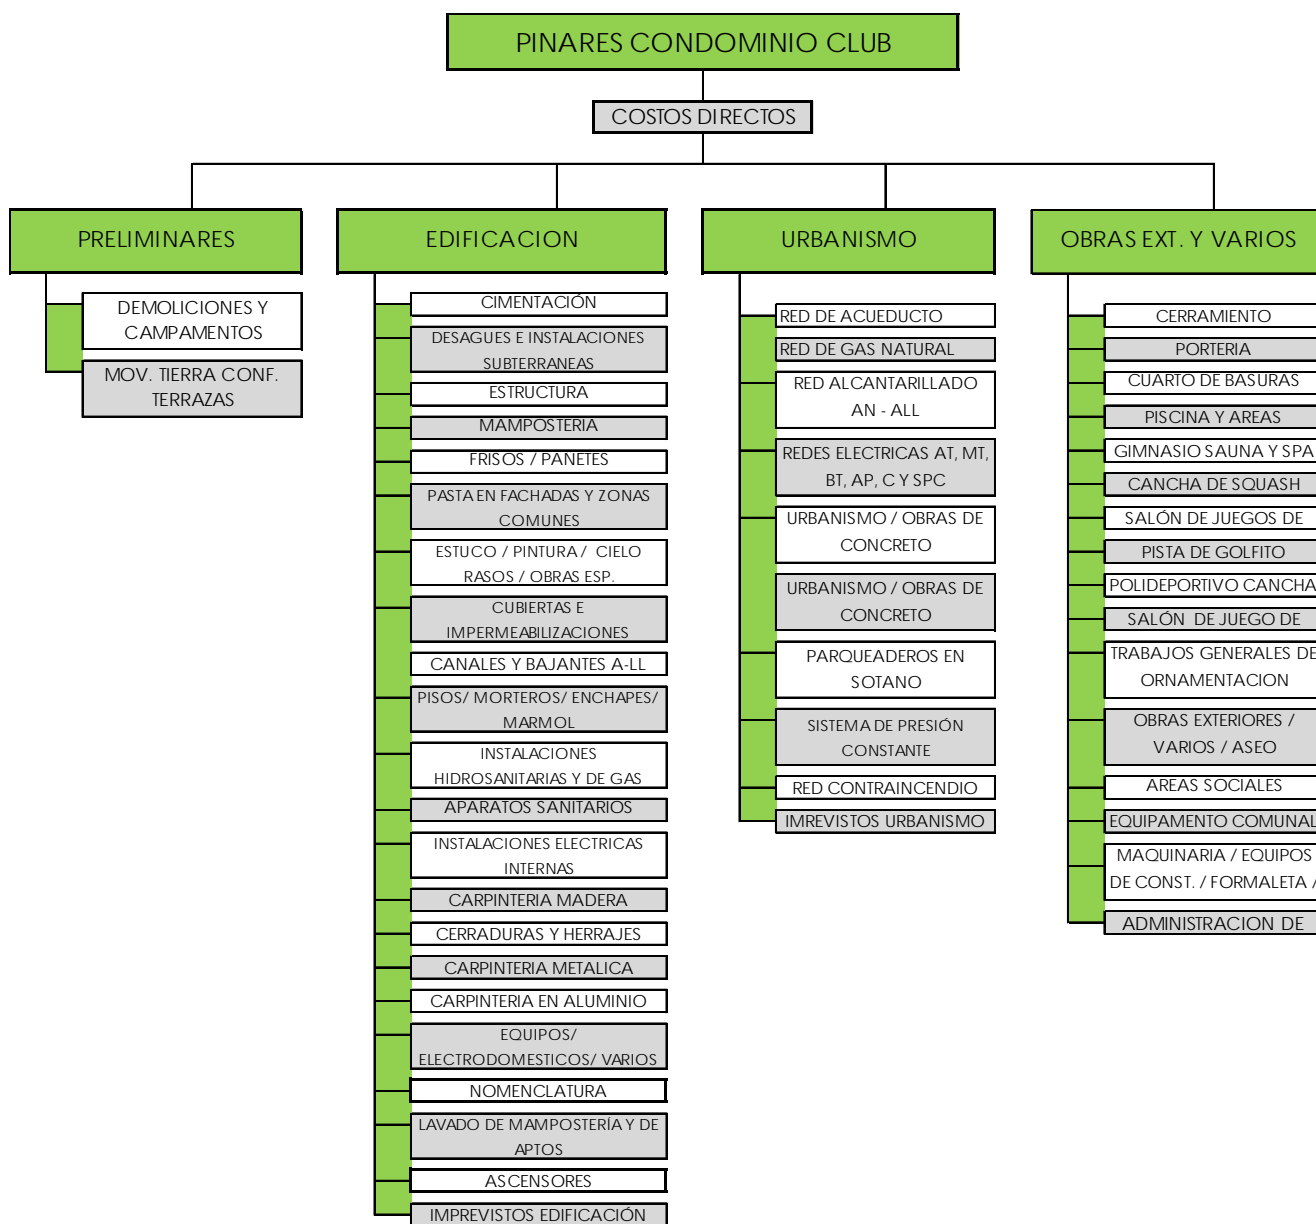 PINARES CONDOMINIO CLUB
COSTOS DIRECTOS
PRELIMINARES
DEMOLICIONES Y
CAMPAMENTOS
MOV. TIERRA CONF.
TERRAZAS
EDIFICACION
CIMENTACIÓN
DESAGUES E INSTALACIONES
SUBTERRANEAS
ESTRUCTURA
MAMPOSTERIA
FRISOS / PANETES
PASTA EN FACHADAS Y ZONAS
COMUNES
ESTUCO / PINTURA / CIELO
RASOS / OBRAS ESP.
CUBIERTAS E
IMPERMEABILIZACIONES
CANALES Y BAJANTES A-LL
PISOS/ MORTEROS/ ENCHAPES/
MARMOL
INSTALACIONES
HIDROSANITARIAS Y DE GAS
APARATOS SANITARIOS
INSTALACIONES ELECTRICAS
INTERNAS
CARPINTERIA MADERA
CERRADURAS Y HERRAJES
CARPINTERIA METALICA
CARPINTERIA EN ALUMINIO
EQUIPOS/
ELECTRODOMESTICOS/ VARIOS
NOMENCLATURA
LAVADO DE MAMPOSTERÍA Y DE
APTOS
ASCENSORES
IMPREVISTOS EDIFICACIÓN
URBANISMO
RED DE ACUEDUCTO
RED DE GAS NATURAL
RED ALCANTARILLADO
AN - ALL
REDES ELECTRICAS AT, MT,
BT, AP, C Y SPC
URBANISMO / OBRAS DE
CONCRETO
URBANISMO / OBRAS DE
CONCRETO
PARQUEADEROS EN
SOTANO
SISTEMA DE PRESIÓN
CONSTANTE
RED CONTRAINCENDIO
IMREVISTOS URBANISMO
OBRAS EXT. Y VARIOS
CERRAMIENTO
PORTERIA
CUARTO DE BASURAS
PISCINA Y AREAS
GIMNASIO SAUNA Y SPA
CANCHA DE SQUASH
SALÓN DE JUEGOS DE
PISTA DE GOLFITO
POLIDEPORTIVO CANCHA
SALÓN DE JUEGO DE
TRABAJOS GENERALES DE
ORNAMENTACION
OBRAS EXTERIORES /
VARIOS / ASEO
AREAS SOCIALES
EQUIPAMENTO COMUNAL
MAQUINARIA / EQUIPOS
DE CONST. / FORMALETA /
ADMINISTRACION DE